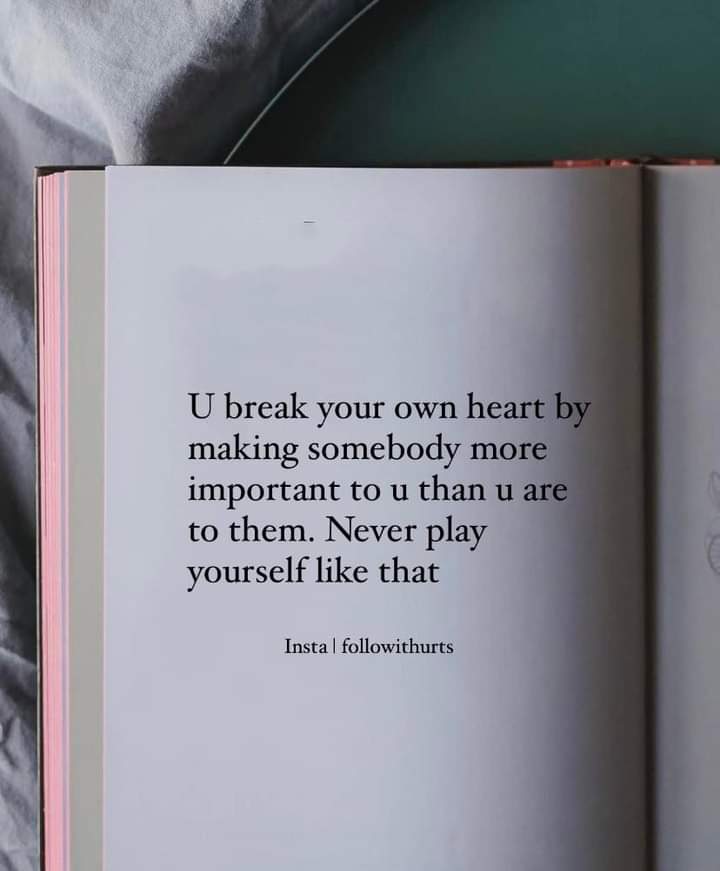 U break your own heart by
making somebody more
important to u than u are
to them. Never play
yourself like that
Insta | followithurts